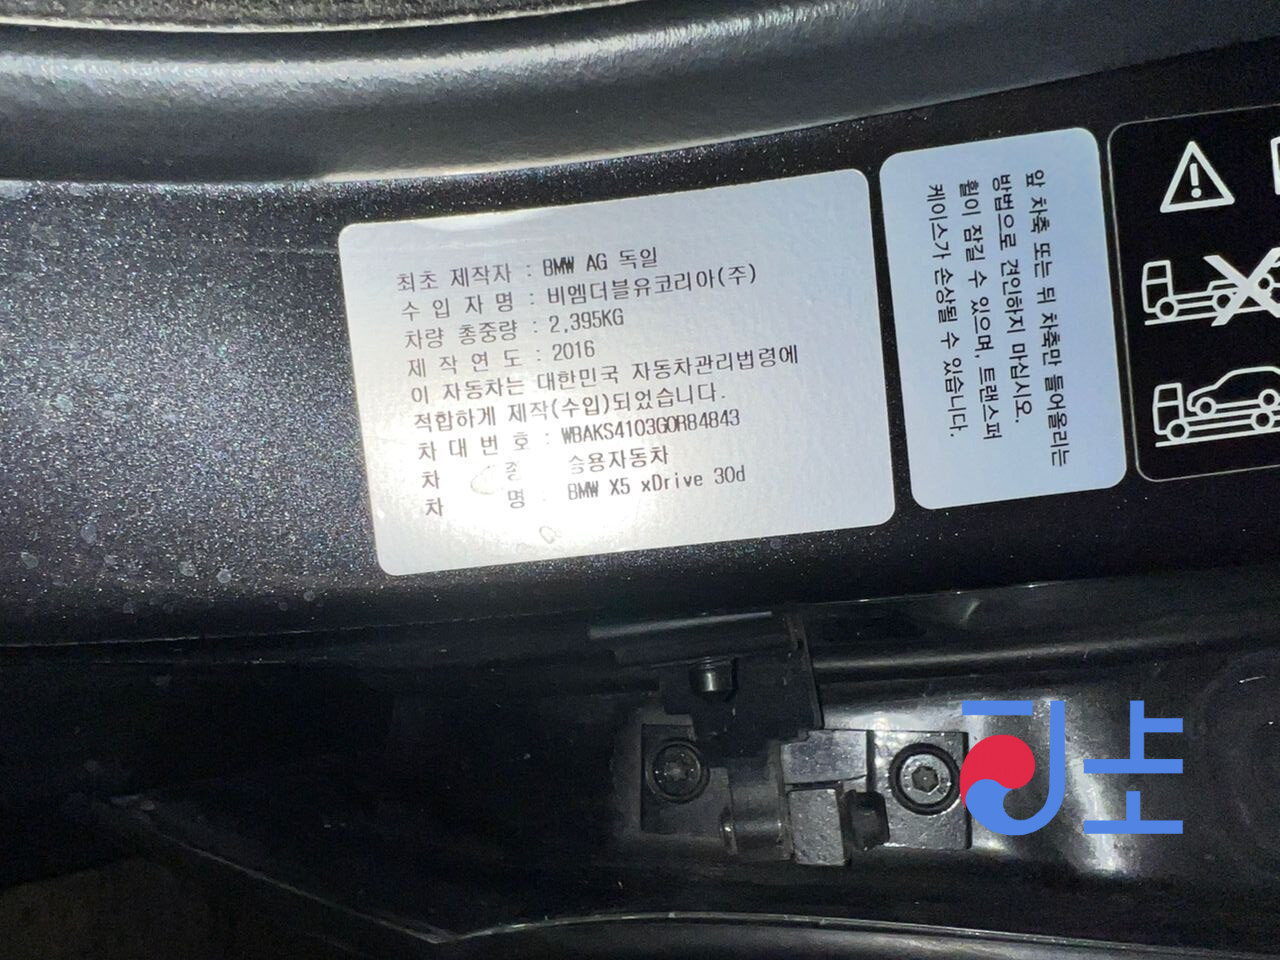 최초 제작자 : BMW AG 독일
수 입 자 명 : 비엠더블유코리아(주)
차량 총중량 : 2,395KG
제 작 연 도 : 2016
이 자동차는 대한민국 자동차관리법령에
적합하게 제작(수입)되었습니다.
차 대 번 호 : WBAKS4103G0R84843
차 종 : 승용자동차
차 명 : BMW X5 xDrive 30d
앞 차축 또는 뒤 차축만 들어올리는
방법으로 견인하지 마십시오.
휠이 잠길 수 있으며, 트랜스퍼
케이스가 손상될 수 있습니다.